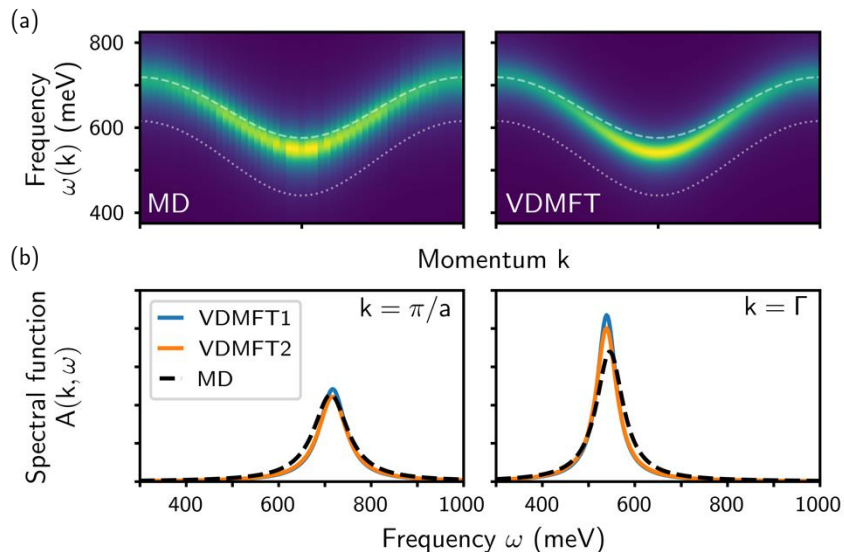 (a)
800
600
400
Frequency
ω(k) (meV)
MD
VDMFT
Momentum k
(b)
Spectral function
A(k,ω)
VDMFT1
VDMFT2
MD
k = π/a
k = Γ
400 600 800 1000
400 600 800 1000
Frequency ω (meV)